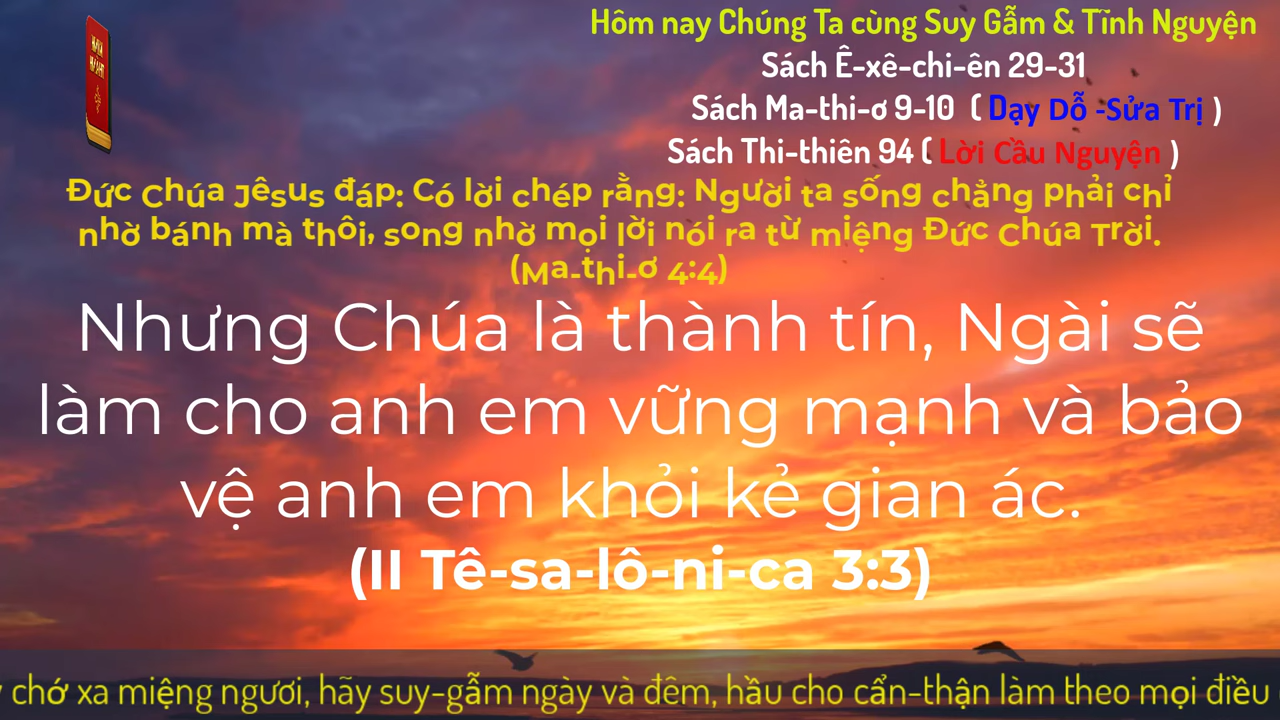 Hôm nay Chúng Ta cùng Suy Gẫm & Tĩnh Nguyện
Sách Ê-xê-chi-ên 29-31
Sách Ma-thi-ơ 9-10 ( Dạy Dỗ -Sửa Trị )
Sách Thi-thiên 94 ( Lời Cầu Nguyện )
Đức Chúa Jêsus đáp: Có lời chép rằng: Người ta sống chẳng phải chỉ
nhờ bánh mà thôi, song nhờ mọi lời nói ra từ miệng Đức Chúa Trời.
(Ma-thi-ơ 4:4)
Nhưng Chúa là thành tín, Ngài sẽ
làm cho anh em vững mạnh và bảo
vệ anh em khỏi kẻ gian ác.
(II Tê-sa-lô-ni-ca 3:3)
chớ xa miệng ngươi, hãy suy-gẫm ngày và đêm, hầu cho cẩn-thận làm theo mọi điều